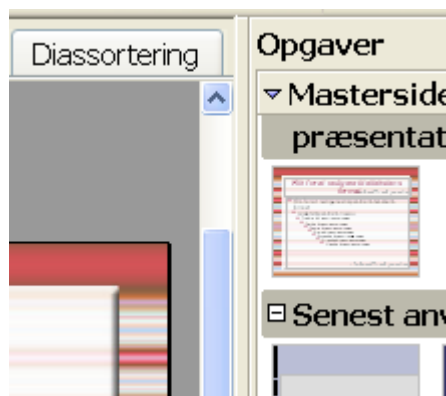 Diassortering
Opgaver
Masterside
præsentat
Senest anv